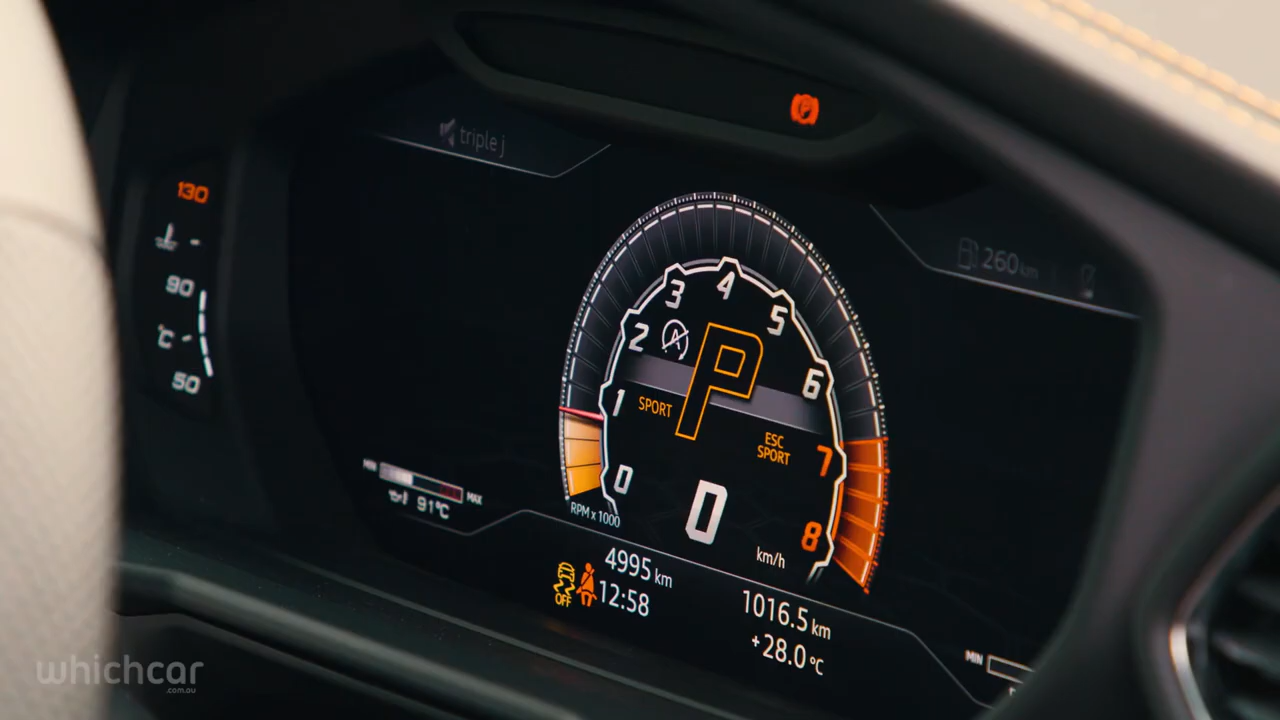 triple j
130
90
°C
50
260 km
4
3
5
2
A
P
6
1
SPORT
ESC
SPORT
7
0
0
8
RPM x 1000
km/h
MIN
MAX
91°C
4995 km
OFF
12:58
1016.5 km
+28.0 °C
MIN
whichcar
.com.au